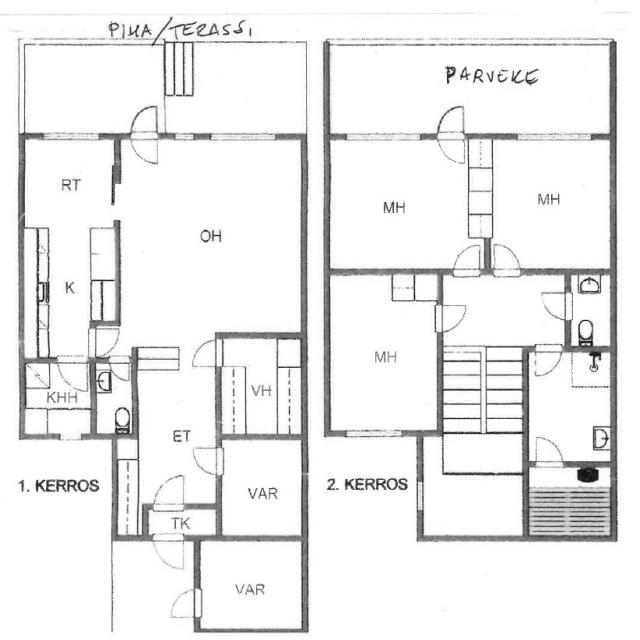 PIHA/TERASSI
PARVEKE
RT
OH
MH
MH
K
MH
KHH
VH
ET
1. KERROS
VAR
2. KERROS
TK
VAR